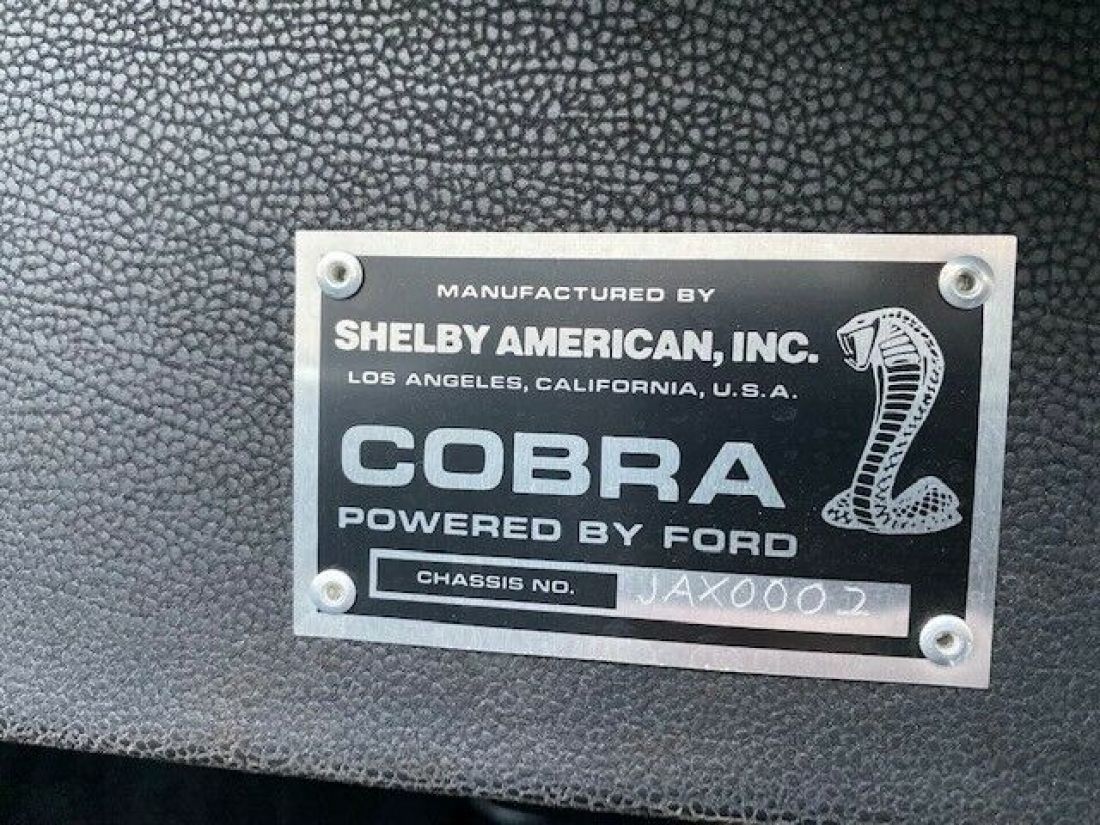 MANUFACTURED BY
SHELBY AMERICAN, INC.
LOS ANGELES, CALIFORNIA, U.S.A.
COBRA
POWERED BY FORD
CHASSIS NO. JAX0002